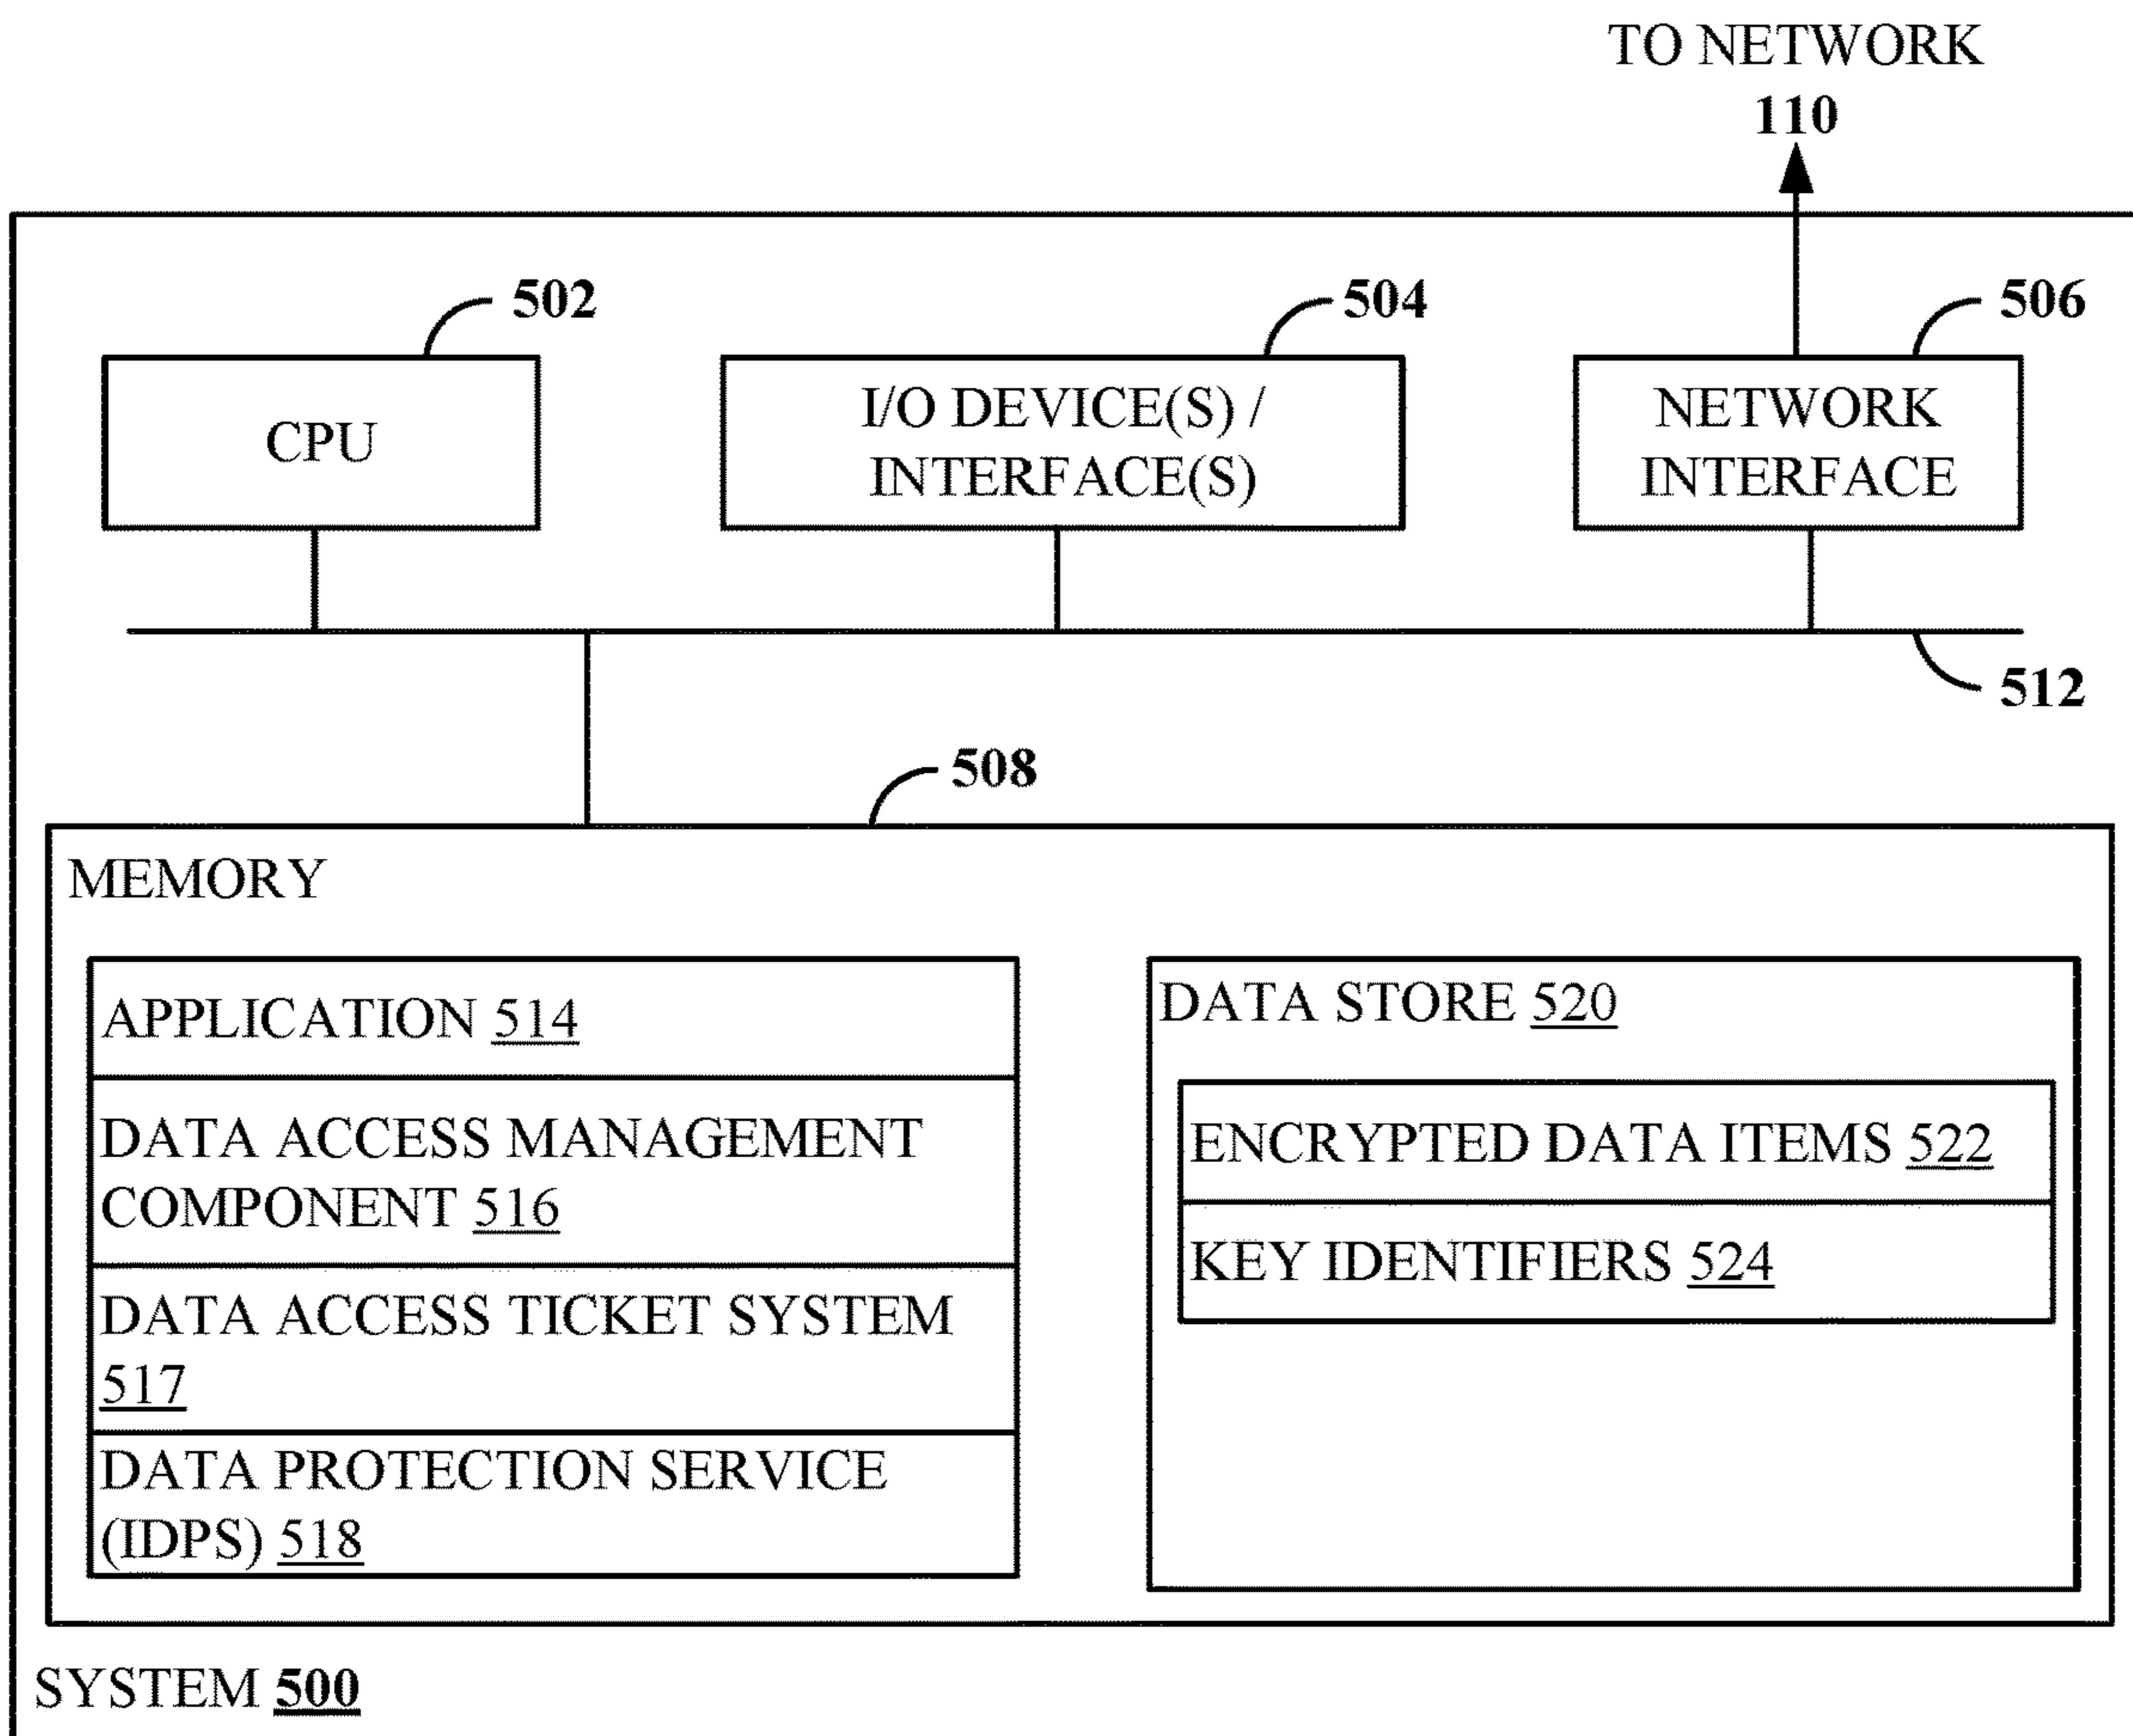 TO NETWORK
110
502
504
506
CPU
I/O DEVICE(S) /
INTERFACE(S)
NETWORK
INTERFACE
512
508
MEMORY
APPLICATION 514
DATA ACCESS MANAGEMENT
COMPONENT 516
DATA ACCESS TICKET SYSTEM
517
DATA PROTECTION SERVICE
(IDPS) 518
DATA STORE 520
ENCRYPTED DATA ITEMS 522
KEY IDENTIFIERS 524
SYSTEM 500